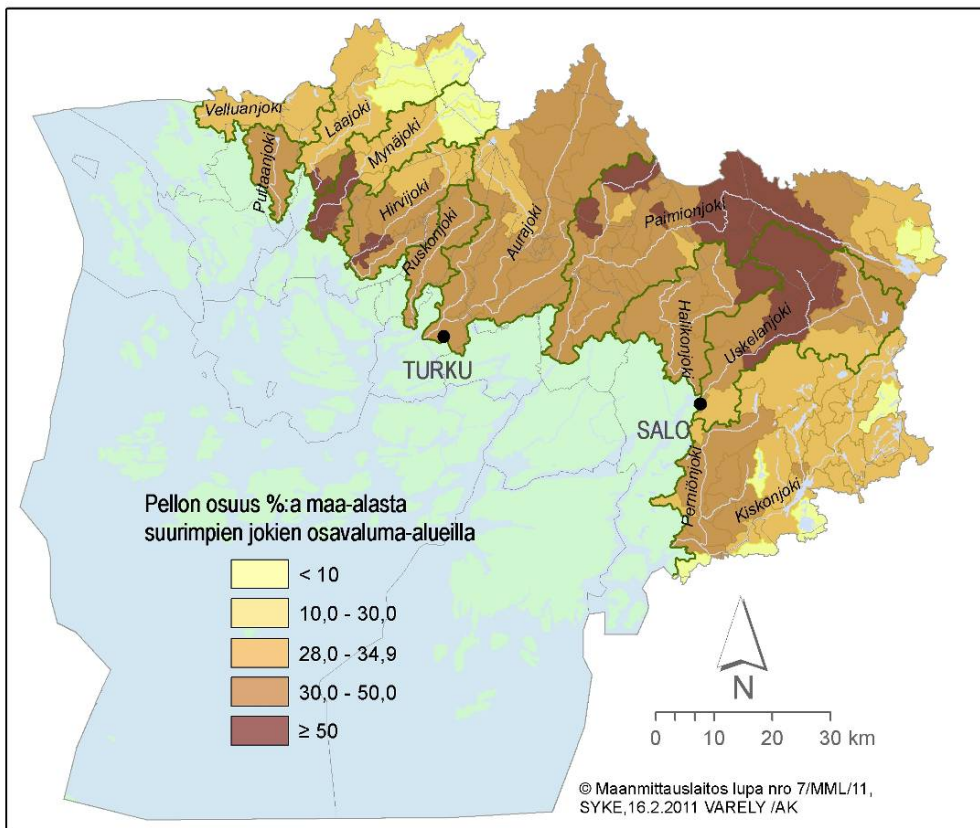 Velluanjoki
Laajoki
Mynäjoki
Puttaanjoki
Hirvijoki
Ruskonjoki
Aurajoki
Paimionjoki
Halikonjoki
Uskelanjoki
TURKU
SALO
Perniönjoki
Kiskonjoki
Pellon osuus %:a maa-alasta
suurimpien jokien osavaluma-alueilla
< 10
10,0 - 30,0
28,0 - 34,9
30,0 - 50,0
≥ 50
N
0 10 20 30 km
© Maanmittauslaitos lupa nro 7/MML/11,
SYKE,16.2.2011 VARELY /AK